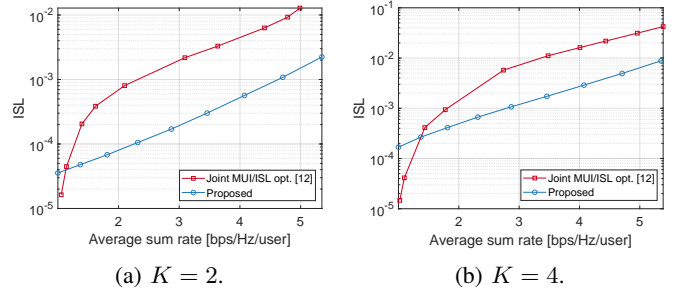 10^-2
10^-3
10^-4
10^-5
ISL
2
3
4
5
Average sum rate [bps/Hz/user]
Joint MUI/ISL opt. [12]
Proposed
(a) K = 2.
10^-1
10^-2
10^-3
10^-4
10^-5
ISL
2
3
4
5
Average sum rate [bps/Hz/user]
Joint MUI/ISL opt. [12]
Proposed
(b) K = 4.